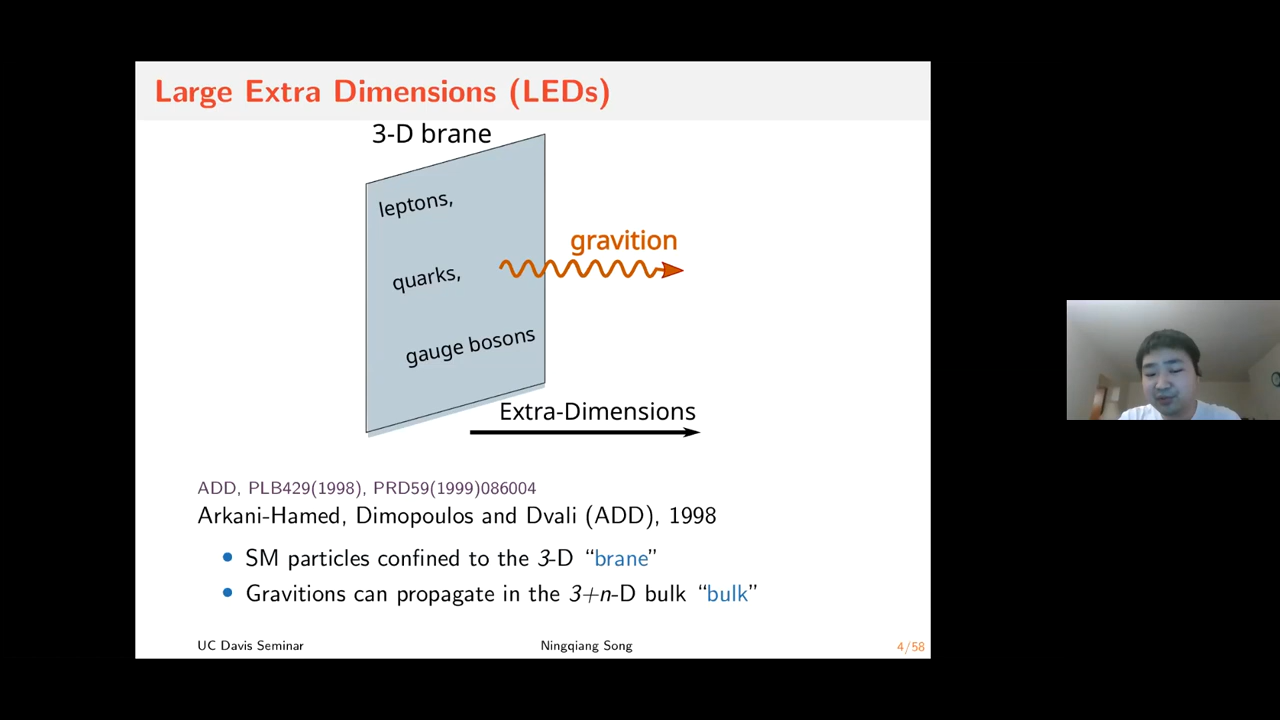 Large Extra Dimensions (LEDs)
3-D brane
leptons,
gravition
quarks,
gauge bosons
Extra-Dimensions
ADD, PLB429(1998), PRD59(1999)086004
Arkani-Hamed, Dimopoulos and Dvali (ADD), 1998
• SM particles confined to the 3-D “brane”
• Gravitions can propagate in the 3+n-D bulk “bulk”
UC Davis Seminar Ningqiang Song 4/58